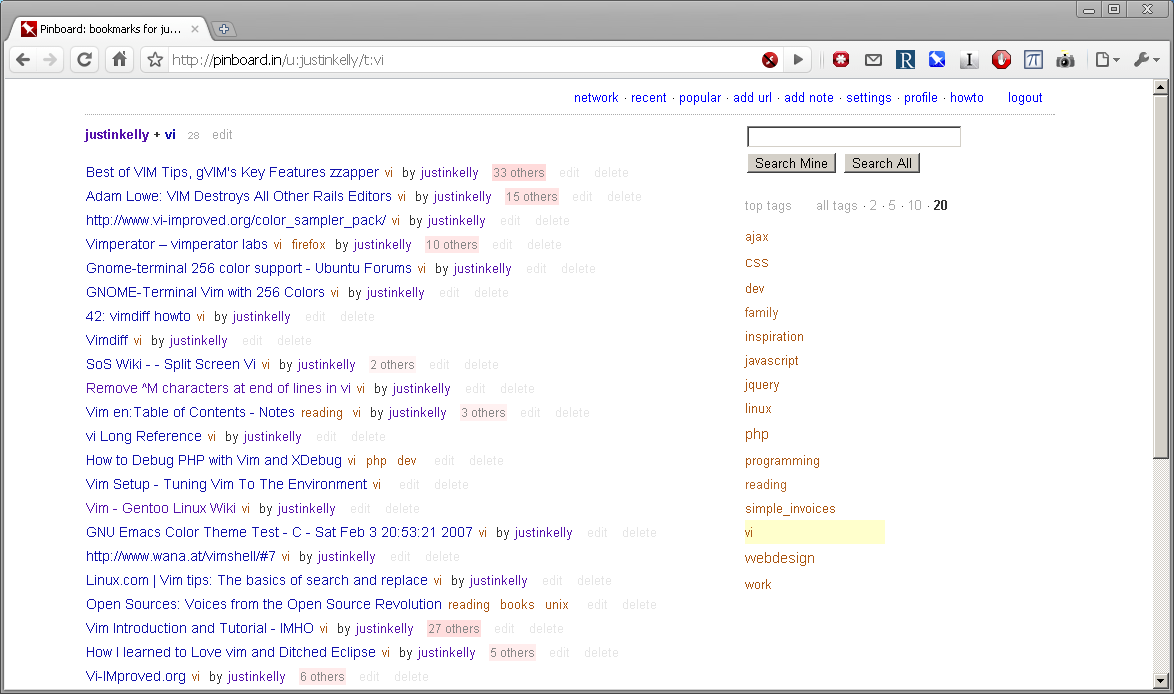 Pinboard: bookmarks for ju...
http://pinboard.in/u:justinkelly/t:vi
network · recent · popular · add url · add note · settings · profile · howto logout
justinkelly + vi 28 edit
Search Mine Search All
Best of VIM Tips, gVIM's Key Features zzapper vi by justinkelly 33 others edit delete
Adam Lowe: VIM Destroys All Other Rails Editors vi by justinkelly 15 others edit delete
http://www.vi-improved.org/color_sampler_pack/ vi by justinkelly edit delete
Vimperator – vimperator labs vi firefox by justinkelly 10 others edit delete
Gnome-terminal 256 color support - Ubuntu Forums vi by justinkelly edit delete
GNOME-Terminal Vim with 256 Colors vi by justinkelly edit delete
42: vimdiff howto vi by justinkelly edit delete
Vimdiff vi by justinkelly edit delete
SoS Wiki - - Split Screen Vi vi by justinkelly 2 others edit delete
Remove ^M characters at end of lines in vi vi by justinkelly edit delete
Vim en:Table of Contents - Notes reading vi by justinkelly 3 others edit delete
vi Long Reference vi by justinkelly edit delete
How to Debug PHP with Vim and XDebug vi php dev edit delete
Vim Setup - Tuning Vim To The Environment vi edit delete
Vim - Gentoo Linux Wiki vi by justinkelly edit delete
GNU Emacs Color Theme Test - C - Sat Feb 3 20:53:21 2007 vi by justinkelly edit delete
http://www.wana.at/vimshell/#7 vi by justinkelly edit delete
Linux.com | Vim tips: The basics of search and replace vi by justinkelly edit delete
Open Sources: Voices from the Open Source Revolution reading books unix edit delete
Vim Introduction and Tutorial - IMHO vi by justinkelly 27 others edit delete
How I learned to Love vim and Ditched Eclipse vi by justinkelly 5 others edit delete
Vi-IMproved.org vi by justinkelly 6 others edit delete
top tags all tags · 2 · 5 · 10 · 20
ajax
css
dev
family
inspiration
javascript
jquery
linux
php
programming
reading
simple_invoices
vi
webdesign
work